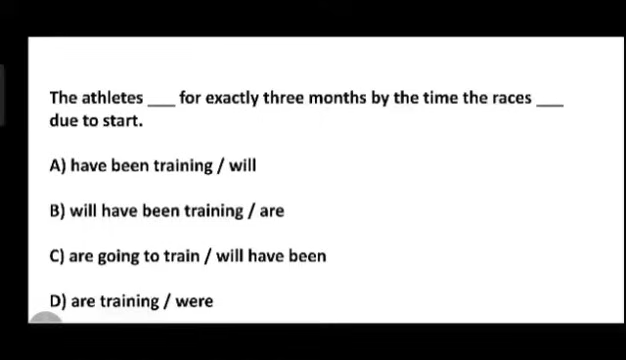 The athletes ___ for exactly three months by the time the races ___
due to start.
A) have been training / will
B) will have been training / are
C) are going to train / will have been
D) are training / were